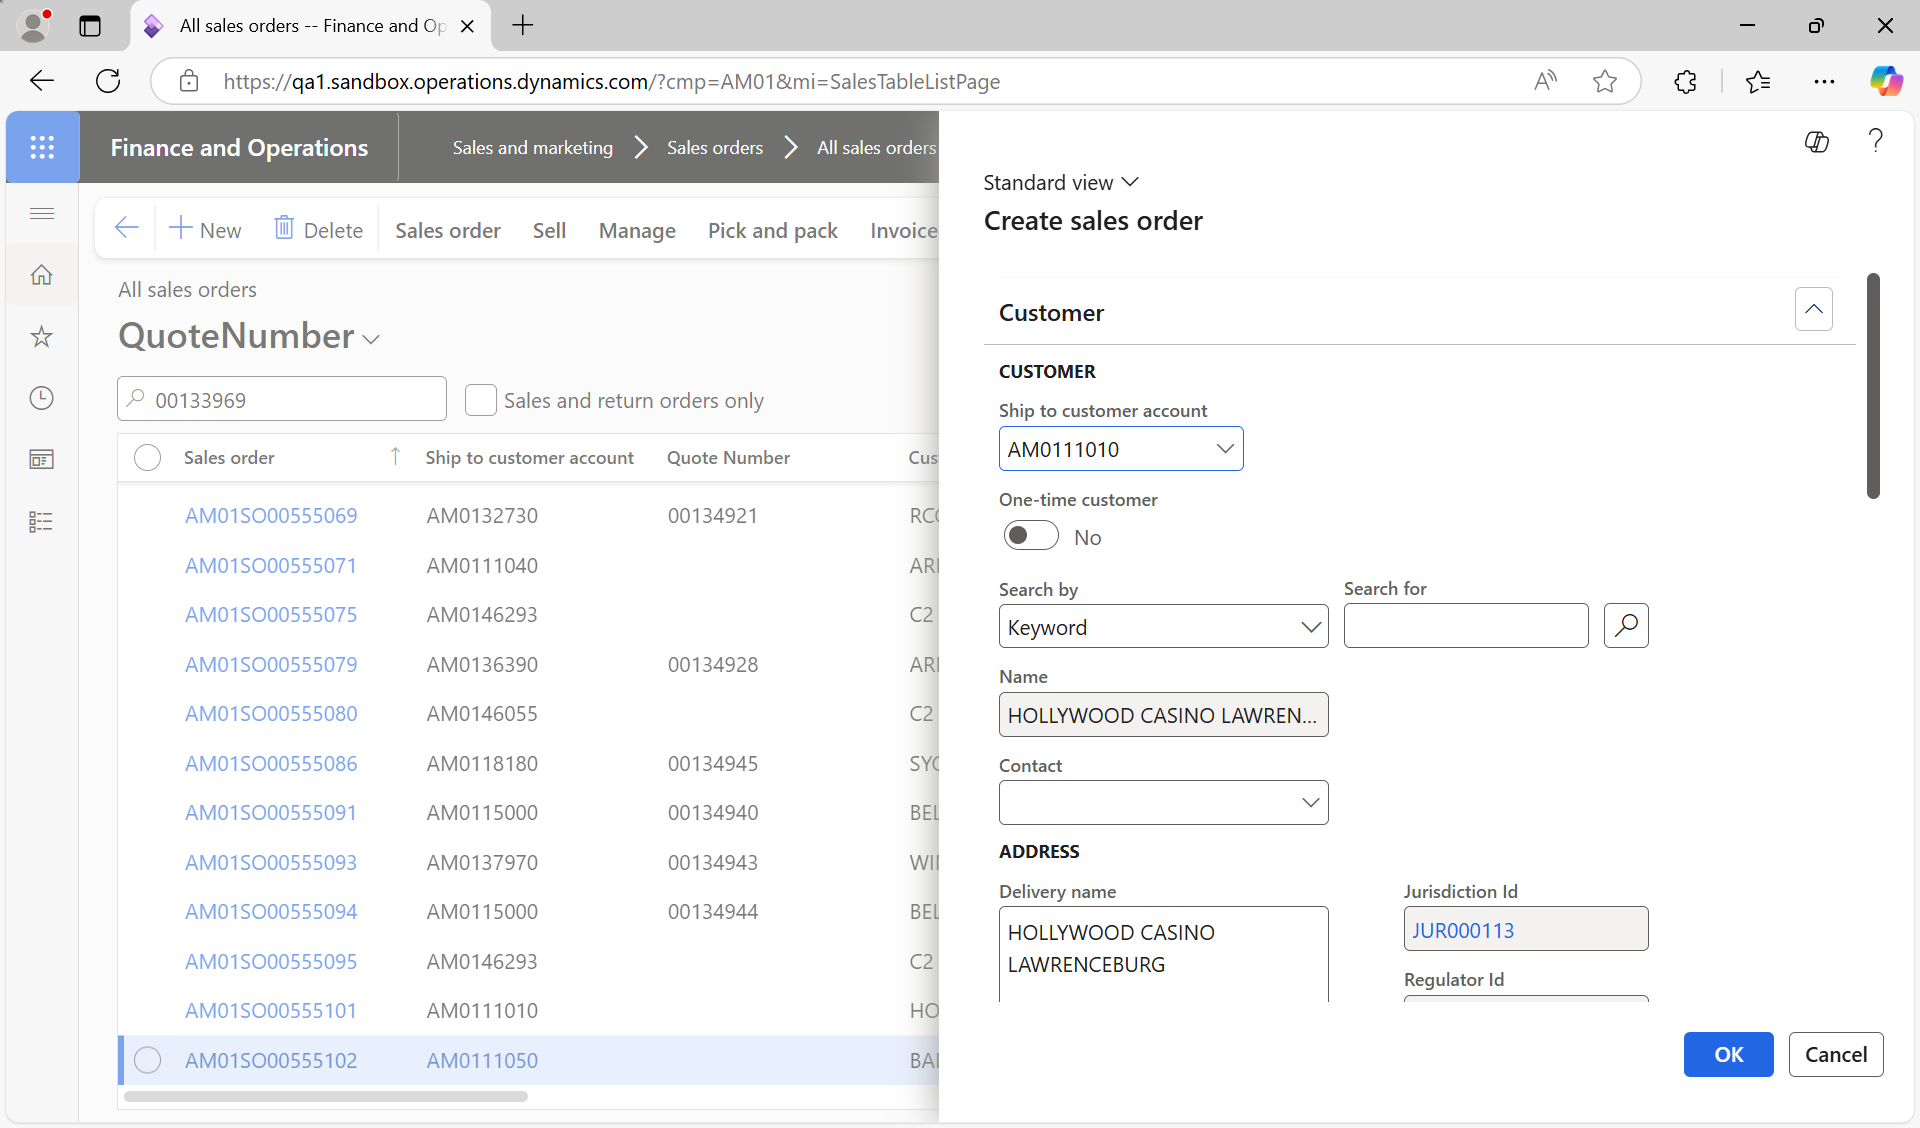 All sales orders -- Finance and Op
https://qa1.sandbox.operations.dynamics.com/?cmp=AM01&mi=SalesTableListPage
Finance and Operations
Sales and marketing
Sales orders
All sales orders
New
Delete
Sales order
Sell
Manage
Pick and pack
Invoice
All sales orders
QuoteNumber
00133969
Sales and return orders only
Sales order
Ship to customer account
Quote Number
Cus
AM01SO00555069 AM0132730 00134921 RC
AM01SO00555071 AM0111040 ARI
AM01SO00555075 AM0146293 C2
AM01SO00555079 AM0136390 00134928 ARI
AM01SO00555080 AM0146055 C2
AM01SO00555086 AM0118180 00134945 SYC
AM01SO00555091 AM0115000 00134940 BEL
AM01SO00555093 AM0137970 00134943 WI
AM01SO00555094 AM0115000 00134944 BEL
AM01SO00555095 AM0146293 C2
AM01SO00555101 AM0111010 HO
AM01SO00555102 AM0111050 BA
?
Standard view
Create sales order
Customer
CUSTOMER
Ship to customer account
AM0111010
One-time customer
No
Search by
Search for
Keyword
Name
HOLLYWOOD CASINO LAWREN...
Contact
ADDRESS
Delivery name
HOLLYWOOD CASINO
LAWRENCEBURG
Jurisdiction Id
JUR000113
Regulator Id
OK
Cancel